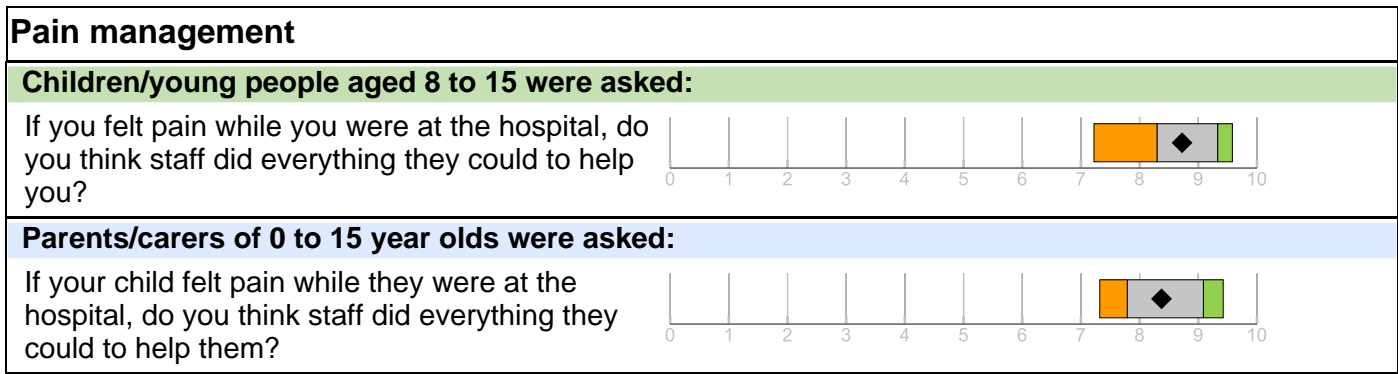 Pain management
Children/young people aged 8 to 15 were asked:
If you felt pain while you were at the hospital, do
you think staff did everything they could to help
you?
0 1 2 3 4 5 6 7 8 9 10
Parents/carers of 0 to 15 year olds were asked:
If your child felt pain while they were at the
hospital, do you think staff did everything they
could to help them?
0 1 2 3 4 5 6 7 8 9 10